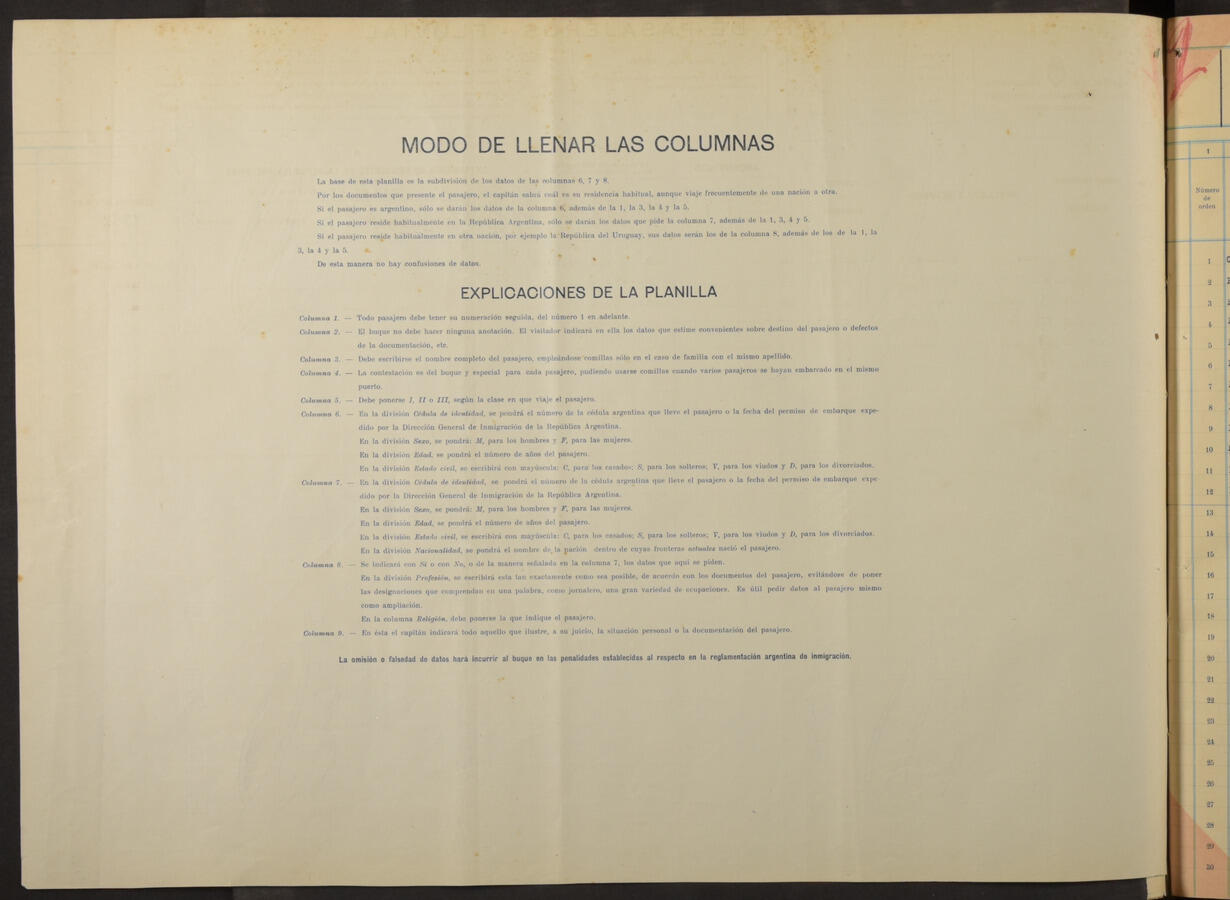 MODO DE LLENAR LAS COLUMNAS
La base de esta planilla es la subdivisión de los datos de las columnas 6, 7 y 8.
Por los documentos que presente el pasajero, el capitán sabrá cuál es su residencia habitual, aunque viaje frecuentemente de una nación a otra.
Si el pasajero es argentino, sólo se darán los datos de la columna 6, además de la 1, la 3, la 4 y la 5.
Si el pasajero reside habitualmente en la República Argentina, sólo se darán los datos que pide la columna 7, además de la 1, 3, 4 y 5.
Si el pasajero reside habitualmente en otra nación, por ejemplo la República del Uruguay, sus datos serán los de la columna 8, además de los de la 1, la
3, la 4 y la 5.
De esta manera no hay confusiones de datos.
EXPLICACIONES DE LA PLANILLA
Columna 1. — Todo pasajero debe tener su numeración seguida, del número 1 en adelante.
Columna 2. — El buque no debe hacer ninguna anotación. El visitador indicará en ella los datos que estime convenientes sobre destino del pasajero o defectos
de la documentación, etc.
Columna 3. — Debe escribirse el nombre completo del pasajero, empleándose comillas sólo en el caso de familia con el mismo apellido.
Columna 4. — La contestación es del buque y especial para cada pasajero, pudiendo usarse comillas cuando varios pasajeros se hayan embarcado en el mismo
puerto.
Columna 5. — Debe ponerse I, II o III, según la clase en que viaje el pasajero.
Columna 6. — En la división Cédula de identidad, se pondrá el número de la cédula argentina que lleve el pasajero o la fecha del permiso de embarque expe-
dido por la Dirección General de Inmigración de la República Argentina.
En la división Sexo, se pondrá: M, para los hombres y F, para las mujeres.
En la división Edad, se pondrá el número de años del pasajero.
En la división Estado civil, se escribirá con mayúscula: C, para los casados; S, para los solteros; V, para los viudos y D, para los divorciados.
Columna 7. — En la división Cédula de identidad, se pondrá el número de la cédula argentina que lleve el pasajero o la fecha del permiso de embarque expe-
dido por la Dirección General de Inmigración de la República Argentina.
En la división Sexo, se pondrá: M, para los hombres y F, para las mujeres.
En la división Edad, se pondrá el número de años del pasajero.
En la división Estado civil, se escribirá con mayúscula: C, para los casados; S, para los solteros; V, para los viudos y D, para los divorciados.
En la división Nacionalidad, se pondrá el nombre de la nación dentro de cuyas fronteras actuales nació el pasajero.
Columna 8. — Se indicará con Sí o con No, o de la manera señalada en la columna 7, los datos que aquí se piden.
En la división Profesión, se escribirá esta tan exactamente como sea posible, de acuerdo con los documentos del pasajero, evitándose de poner
las designaciones que comprendan en una palabra, como jornalero, una gran variedad de ocupaciones. Es útil pedir datos al pasajero mismo
como ampliación.
En la columna Religión, debe ponerse la que indique el pasajero.
Columna 9. — En ésta el capitán indicará todo aquello que ilustre, a su juicio, la situación personal o la documentación del pasajero.
La omisión o falsedad de datos hará incurrir al buque en las penalidades establecidas al respecto en la reglamentación argentina de inmigración.
1
Número
de
orden
1
2
3
4
5
6
7
8
9
10
11
12
13
14
15
16
17
18
19
20
21
22
23
24
25
26
27
28
29
30